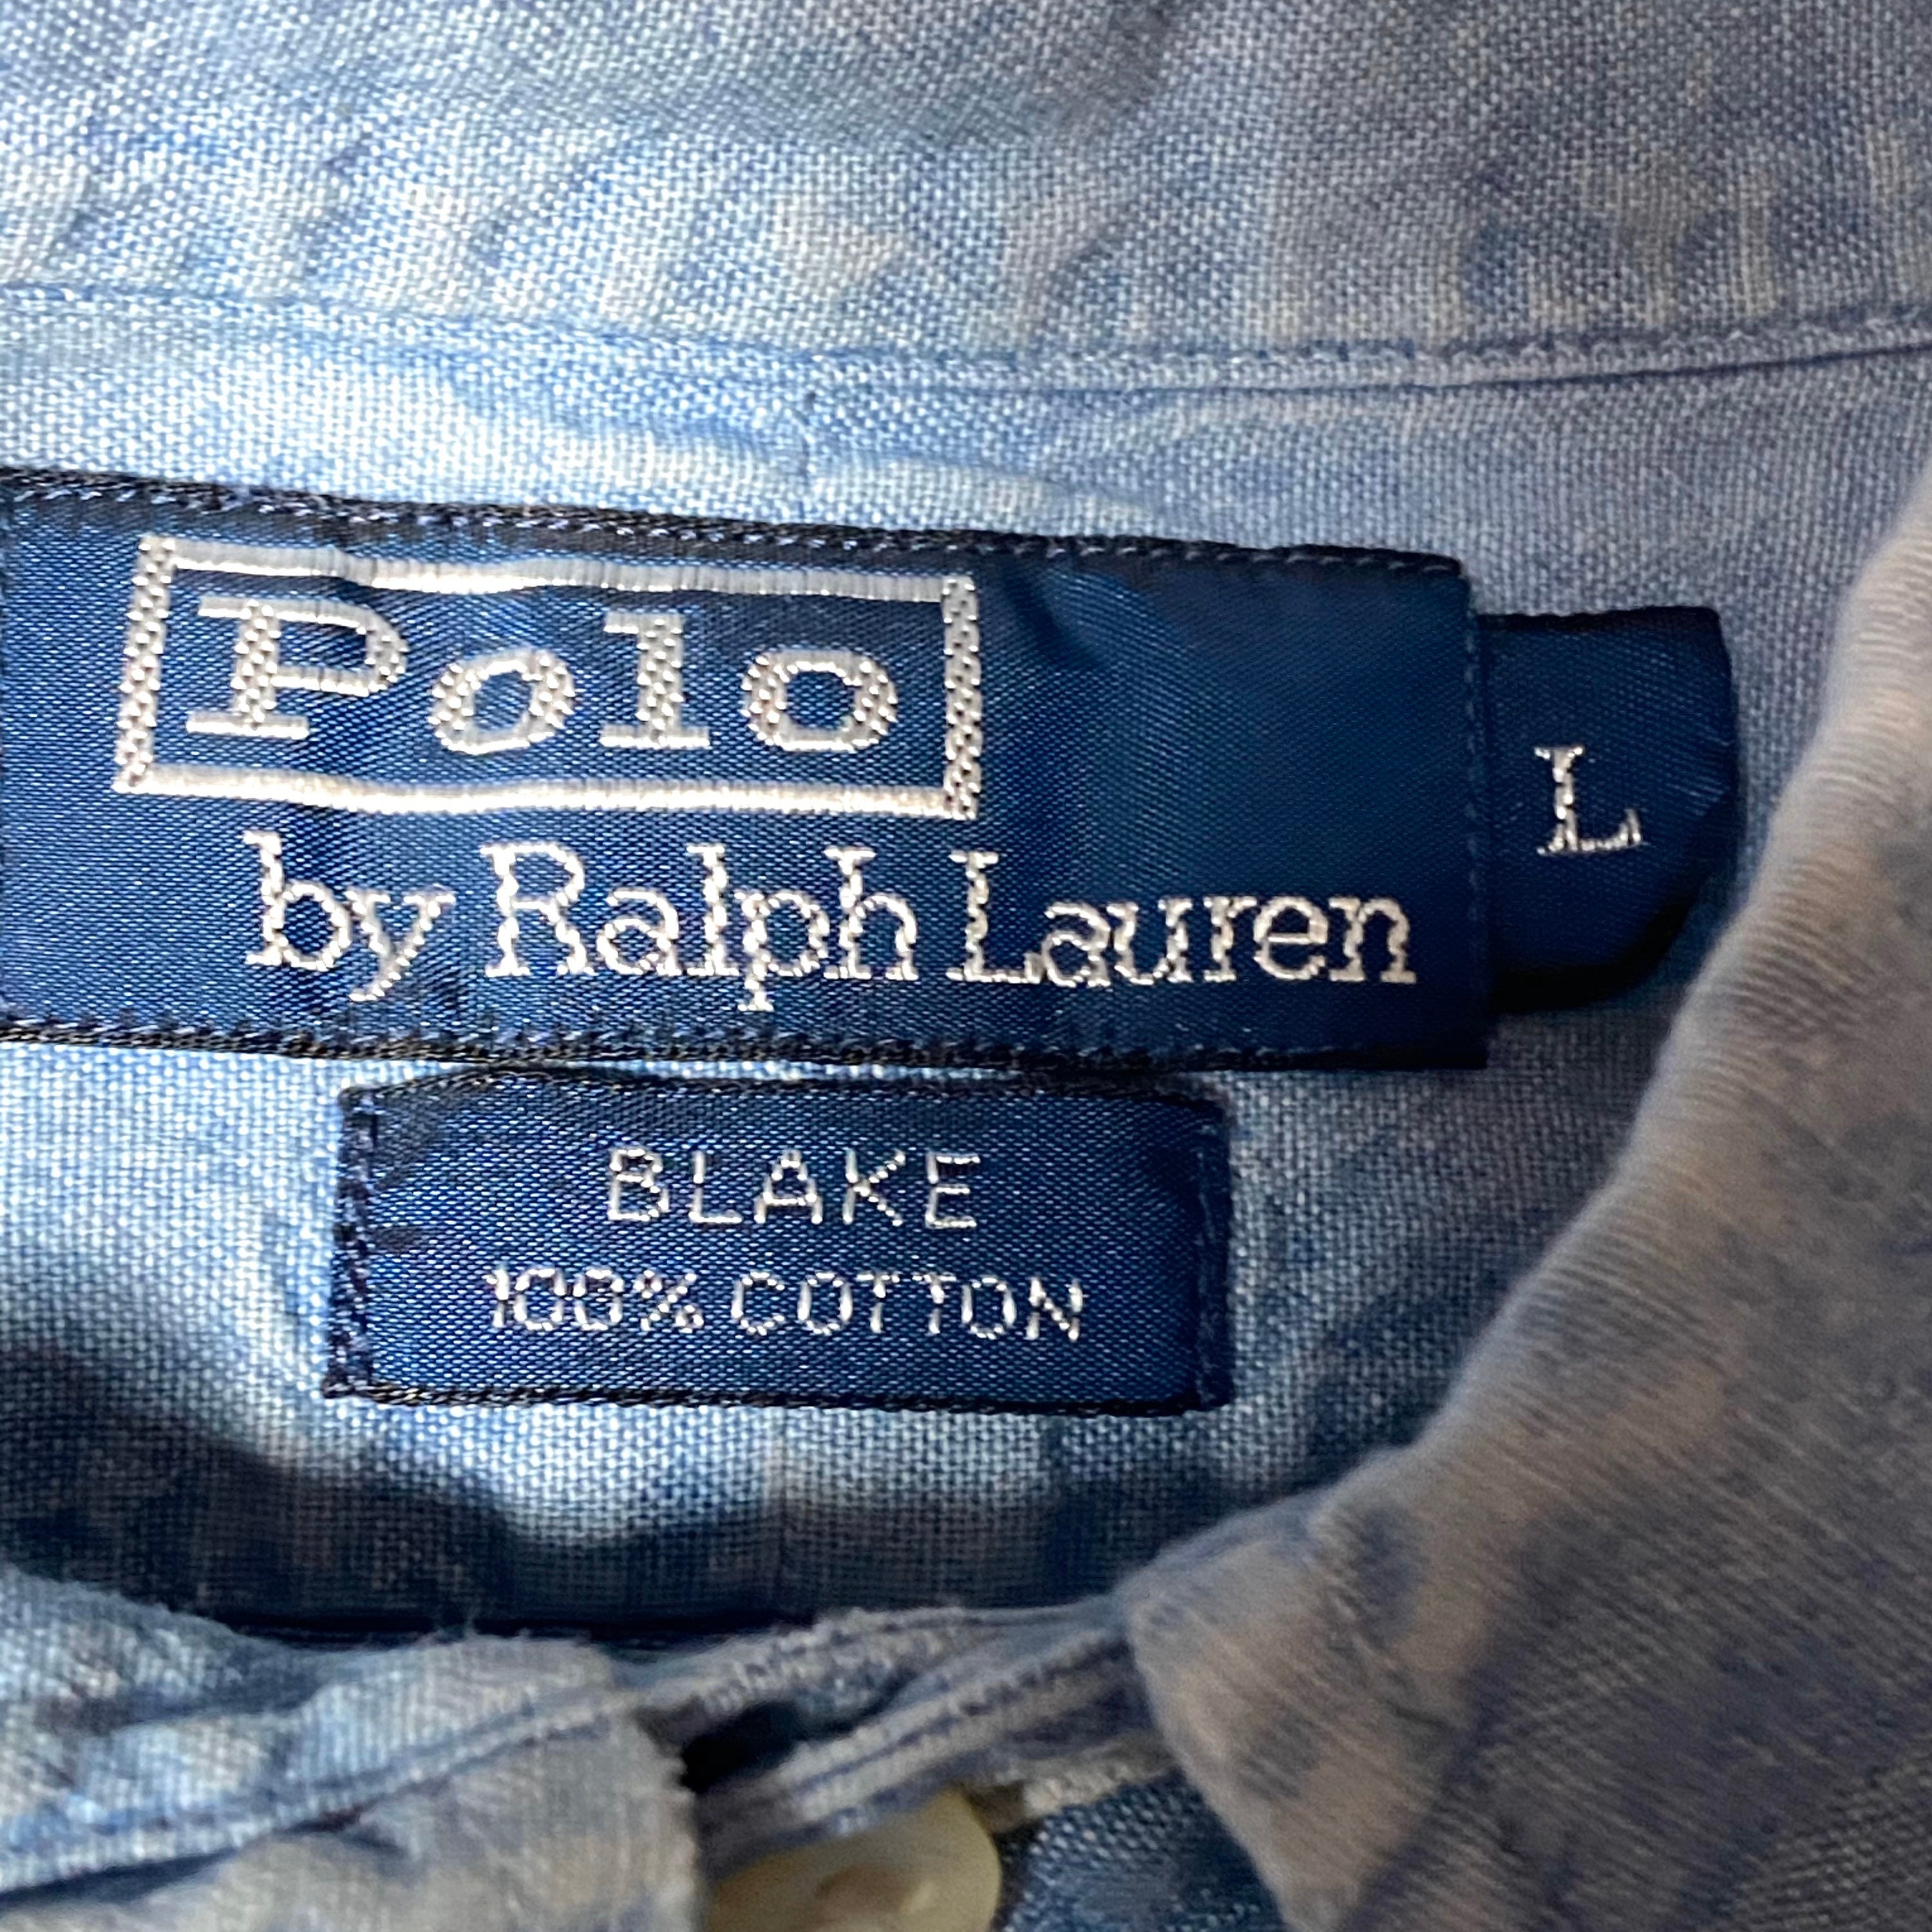 Polo
by Ralph Lauren
L
BLAKE
100% COTTON